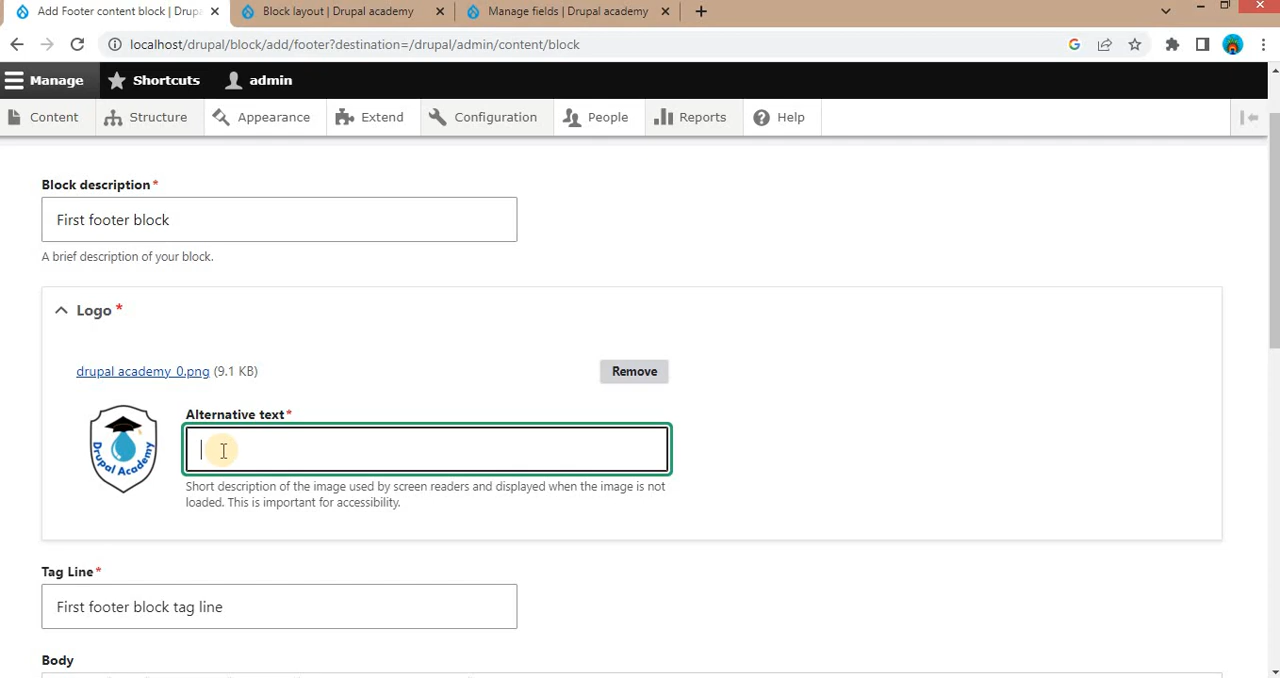 Add Footer content block | Drupa
Block layout | Drupal academy
Manage fields | Drupal academy
localhost/drupal/block/add/footer?destination=/drupal/admin/content/block
Manage
Shortcuts
admin
Content
Structure
Appearance
Extend
Configuration
People
Reports
Help
Block description*
First footer block
A brief description of your block.
Logo *
drupal academy_0.png (9.1 KB)
Remove
Drupal Academy
Alternative text*
Short description of the image used by screen readers and displayed when the image is not
loaded. This is important for accessibility.
Tag Line*
First footer block tag line
Body